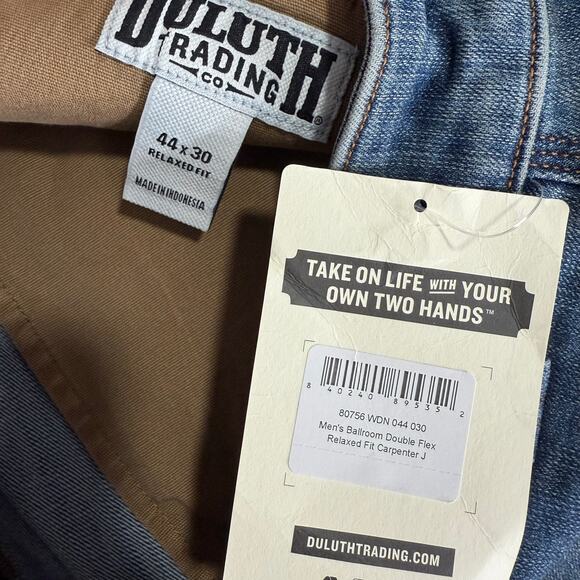 DULUTH
TRADING
CO
®
44 x 30
RELAXED FIT
MADE IN INDONESIA
TAKE ON LIFE WITH YOUR
OWN TWO HANDS™
8 40240 89535 2
80756 WDN 044 030
Men's Ballroom Double Flex
Relaxed Fit Carpenter J
DULUTHTRADING.COM